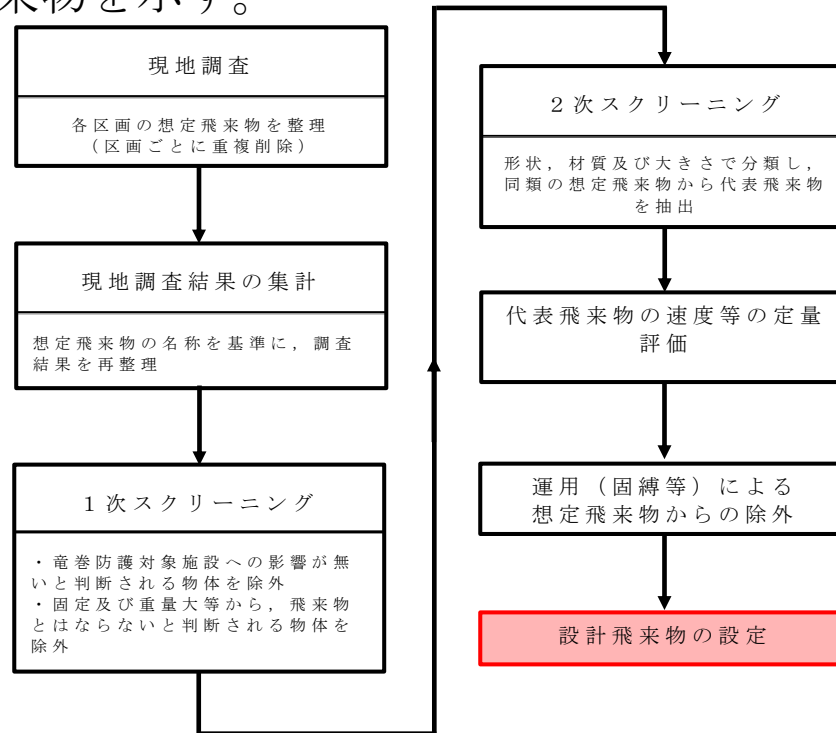 来物を示す。
現地調査
各区画の想定飛来物を整理
(区画ごとに重複削除)
現地調査結果の集計
想定飛来物の名称を基準に,調査
結果を再整理
1次スクリーニング
・竜巻防護対象施設への影響が無
いと判断される物体を除外
・固定及び重量大等から,飛来物
とはならないと判断される物体を
除外
2次スクリーニング
形状,材質及び大きさで分類し,
同類の想定飛来物から代表飛来物
を抽出
代表飛来物の速度等の定量
評価
運用(固縛等)による
想定飛来物からの除外
設計飛来物の設定